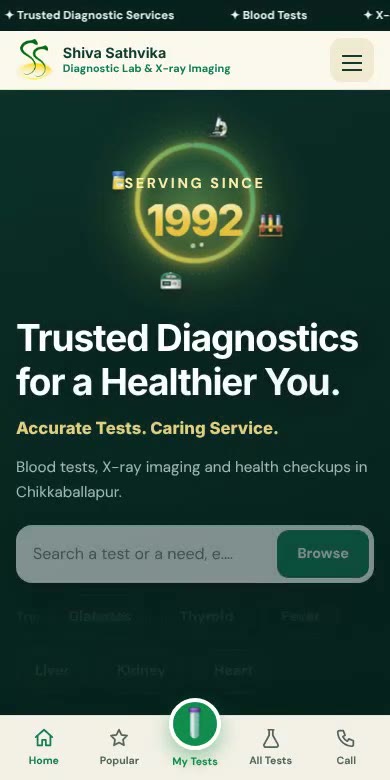 ✦ Trusted Diagnostic Services ✦ Blood Tests ✦ X-
Shiva Sathvika
Diagnostic Lab & X-ray Imaging
SERVING SINCE
1992
Trusted Diagnostics
for a Healthier You.
Accurate Tests. Caring Service.
Blood tests, X-ray imaging and health checkups in
Chikkaballapur.
Search a test or a need, e.... Browse
Try: Diabetes Thyroid Fever
Liver Kidney Heart
Home Popular My Tests All Tests Call